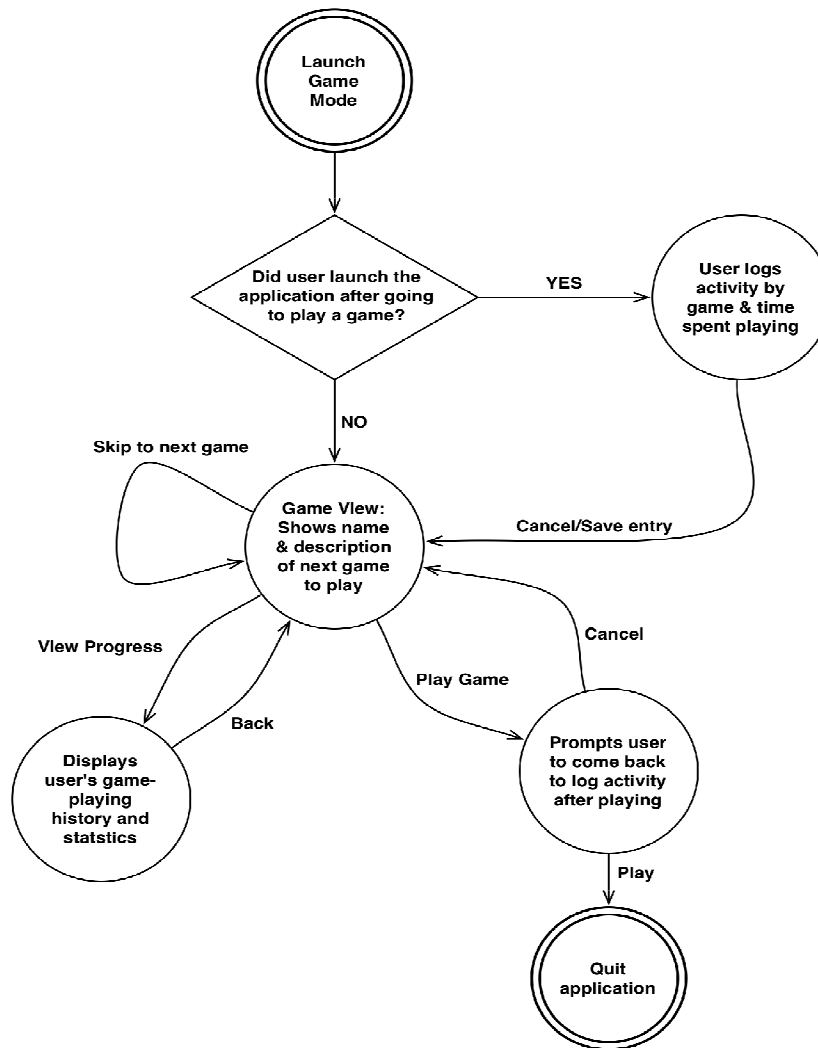 Launch
Game
Mode
Did user launch the
application after going
to play a game?
YES
User logs
activity by
game & time
spent playing
NO
Skip to next game
Game View:
Shows name
& description
of next game
to play
Cancel/Save entry
View Progress
Back
Play Game
Cancel
Displays
user's game-
playing
history and
statstics
Prompts user
to come back
to log activity
after playing
Play
Quit
application